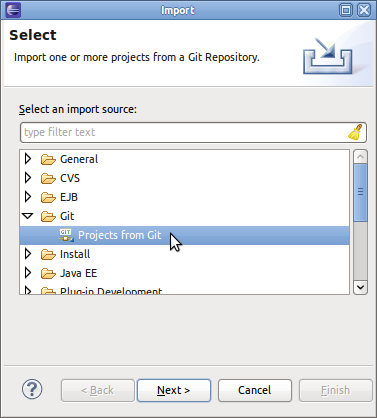 Import
Select
Import one or more projects from a Git Repository.
Select an import source:
type filter text
General
CVS
EJB
Git
GIT Projects from Git
Install
Java EE
Plug-in Development
? < Back Next > Cancel Finish